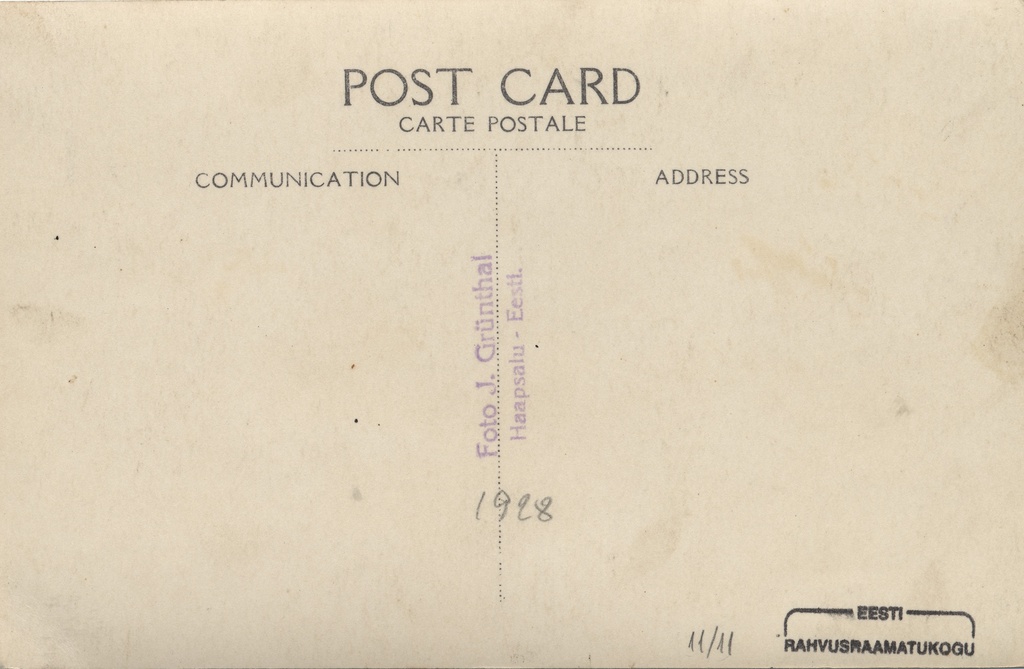 POST CARD
CARTE POSTALE
COMMUNICATION
ADDRESS
Foto J. Grünthal
Haapsalu - Eesti.
1928
11/11
EESTI
RAHVUSRAAMATUKOGU